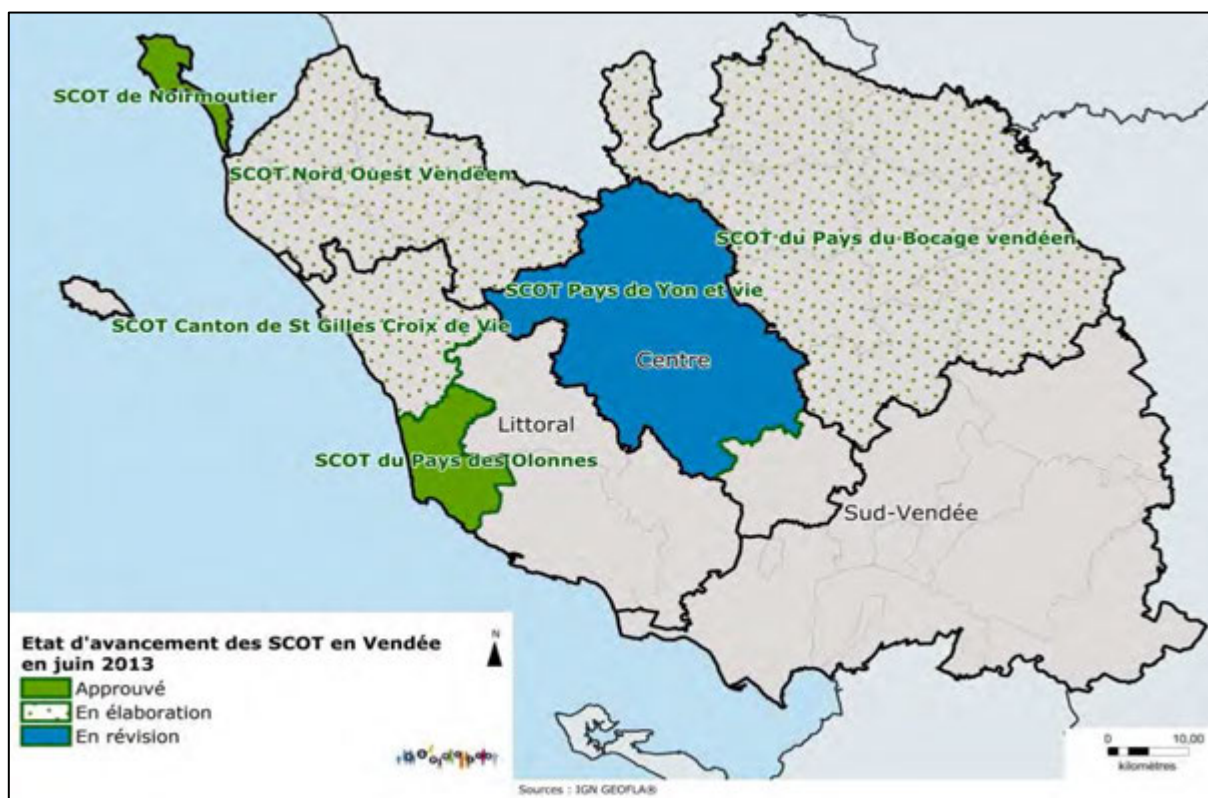 SCOT de Noirmoutier
SCOT Nord Ouest Vendéen
SCOT du Pays du Bocage vendéen
SCOT Pays de Yon et vie
SCOT Canton de St Gilles Croix de Vie
Centre
Littoral
SCOT du Pays des Olonnes
Sud-Vendée
Etat d'avancement des SCOT en Vendée
en juin 2013
N
Approuvé
En élaboration
En révision
0 10,00
kilomètres
Sources : IGN GEOFLA®